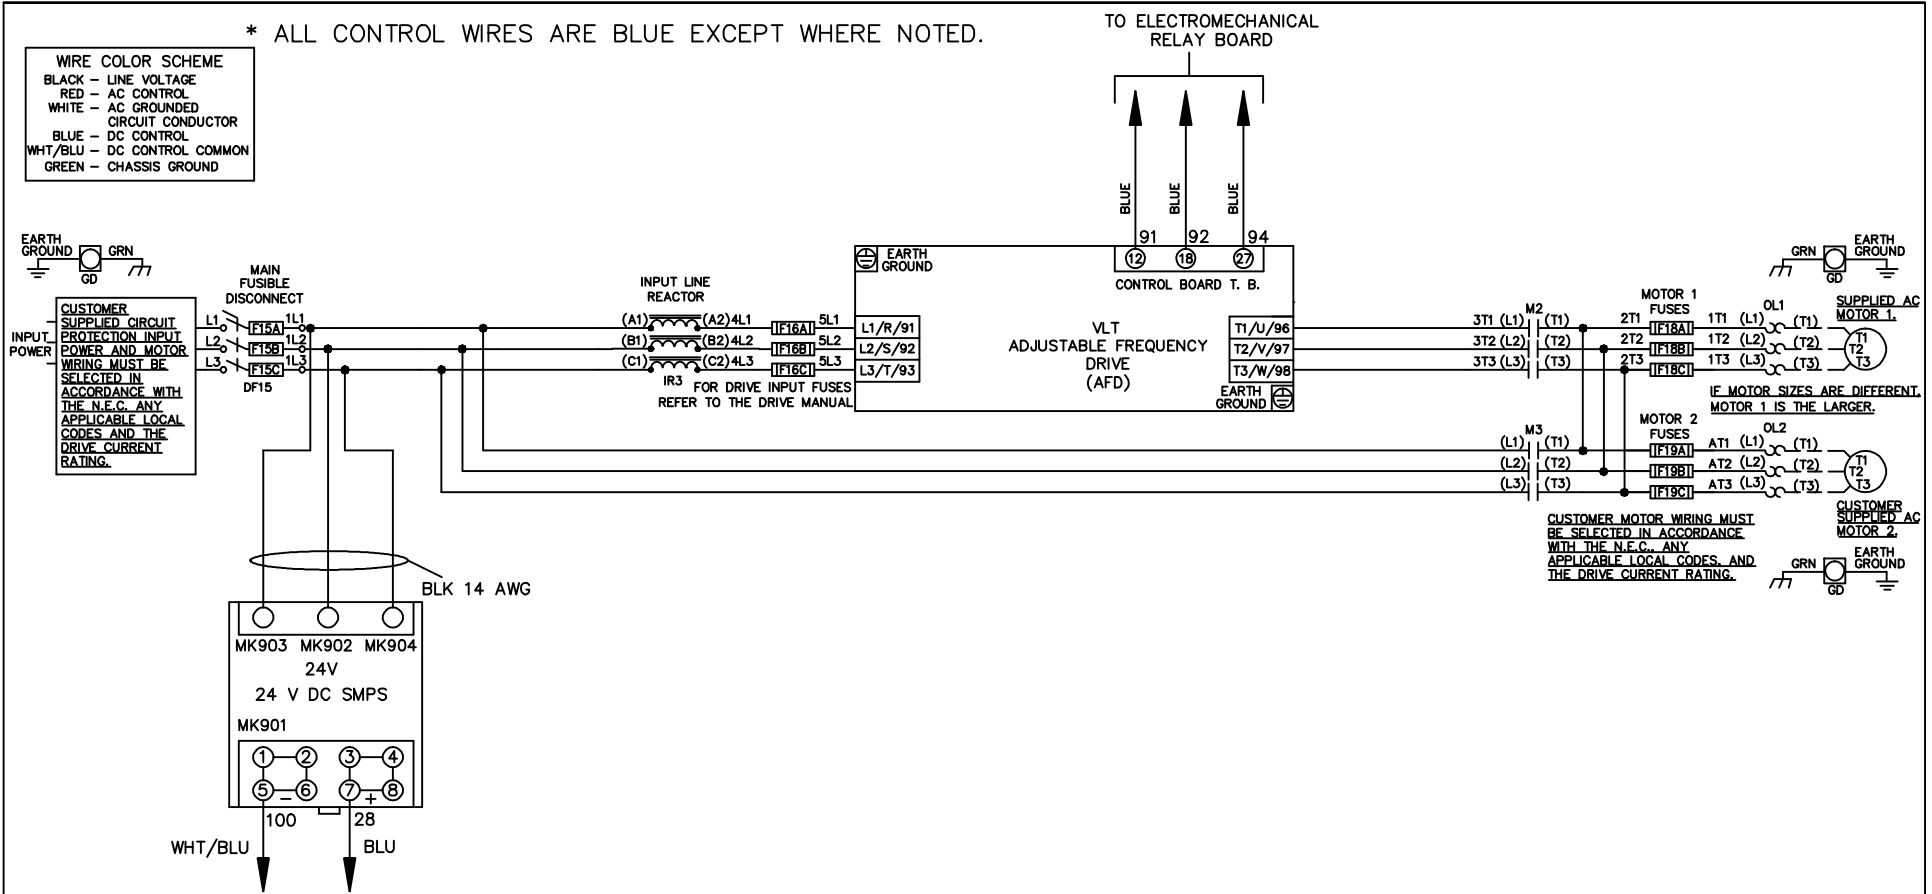 * ALL CONTROL WIRES ARE BLUE EXCEPT WHERE NOTED.
TO ELECTROMECHANICAL
RELAY BOARD
WIRE COLOR SCHEME
BLACK – LINE VOLTAGE
RED – AC CONTROL
WHITE – AC GROUNDED
CIRCUIT CONDUCTOR
BLUE – DC CONTROL
WHT/BLU – DC CONTROL COMMON
GREEN – CHASSIS GROUND
BLUE
BLUE
BLUE
91
92
94
12
18
27
CONTROL BOARD T. B.
EARTH
GROUND
GRN
GD
INPUT
POWER
CUSTOMER
SUPPLIED CIRCUIT
PROTECTION INPUT
POWER AND MOTOR
WIRING MUST BE
SELECTED IN
ACCORDANCE WITH
THE N.E.C. ANY
APPLICABLE LOCAL
CODES AND THE
DRIVE CURRENT
RATING.
MAIN
FUSIBLE
DISCONNECT
L1 F15A 1L1
L2 F15B 1L2
L3 F15C 1L3
DF15
INPUT LINE
REACTOR
(A1) (A2) 4L1 F16A 5L1
(B1) (B2) 4L2 F16B 5L2
(C1) (C2) 4L3 F16C 5L3
IR3
FOR DRIVE INPUT FUSES
REFER TO THE DRIVE MANUAL
EARTH
GROUND
L1/R/91
L2/S/92
L3/T/93
VLT
ADJUSTABLE FREQUENCY
DRIVE
(AFD)
T1/U/96
T2/V/97
T3/W/98
EARTH
GROUND
M2
3T1 (L1) (T1) 2T1
3T2 (L2) (T2) 2T2
3T3 (L3) (T3) 2T3
MOTOR 1
FUSES
F18A 1T1 (L1) (T1)
F18B 1T2 (L2) (T2)
F18C 1T3 (L3) (T3)
OL1
GRN
GD
EARTH
GROUND
SUPPLIED AC
MOTOR 1.
T1
T2
T3
IF MOTOR SIZES ARE DIFFERENT,
MOTOR 1 IS THE LARGER.
M3
(L1) (T1)
(L2) (T2)
(L3) (T3)
MOTOR 2
FUSES
F19A AT1 (L1) (T1)
F19B AT2 (L2) (T2)
F19C AT3 (L3) (T3)
OL2
T1
T2
T3
CUSTOMER
SUPPLIED AC
MOTOR 2.
CUSTOMER MOTOR WIRING MUST
BE SELECTED IN ACCORDANCE
WITH THE N.E.C., ANY
APPLICABLE LOCAL CODES, AND
THE DRIVE CURRENT RATING.
GRN
GD
EARTH
GROUND
BLK 14 AWG
MK903 MK902 MK904
24V
24 V DC SMPS
MK901
1 2 3 4
5 6 7 8
– +
100
28
WHT/BLU
BLU